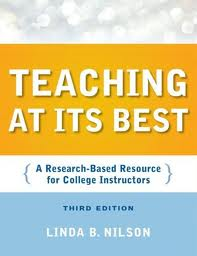 TEACHING
AT ITS BEST
{ A Research-Based Resource }
for College Instructors
THIRD EDITION
LINDA B. NILSON